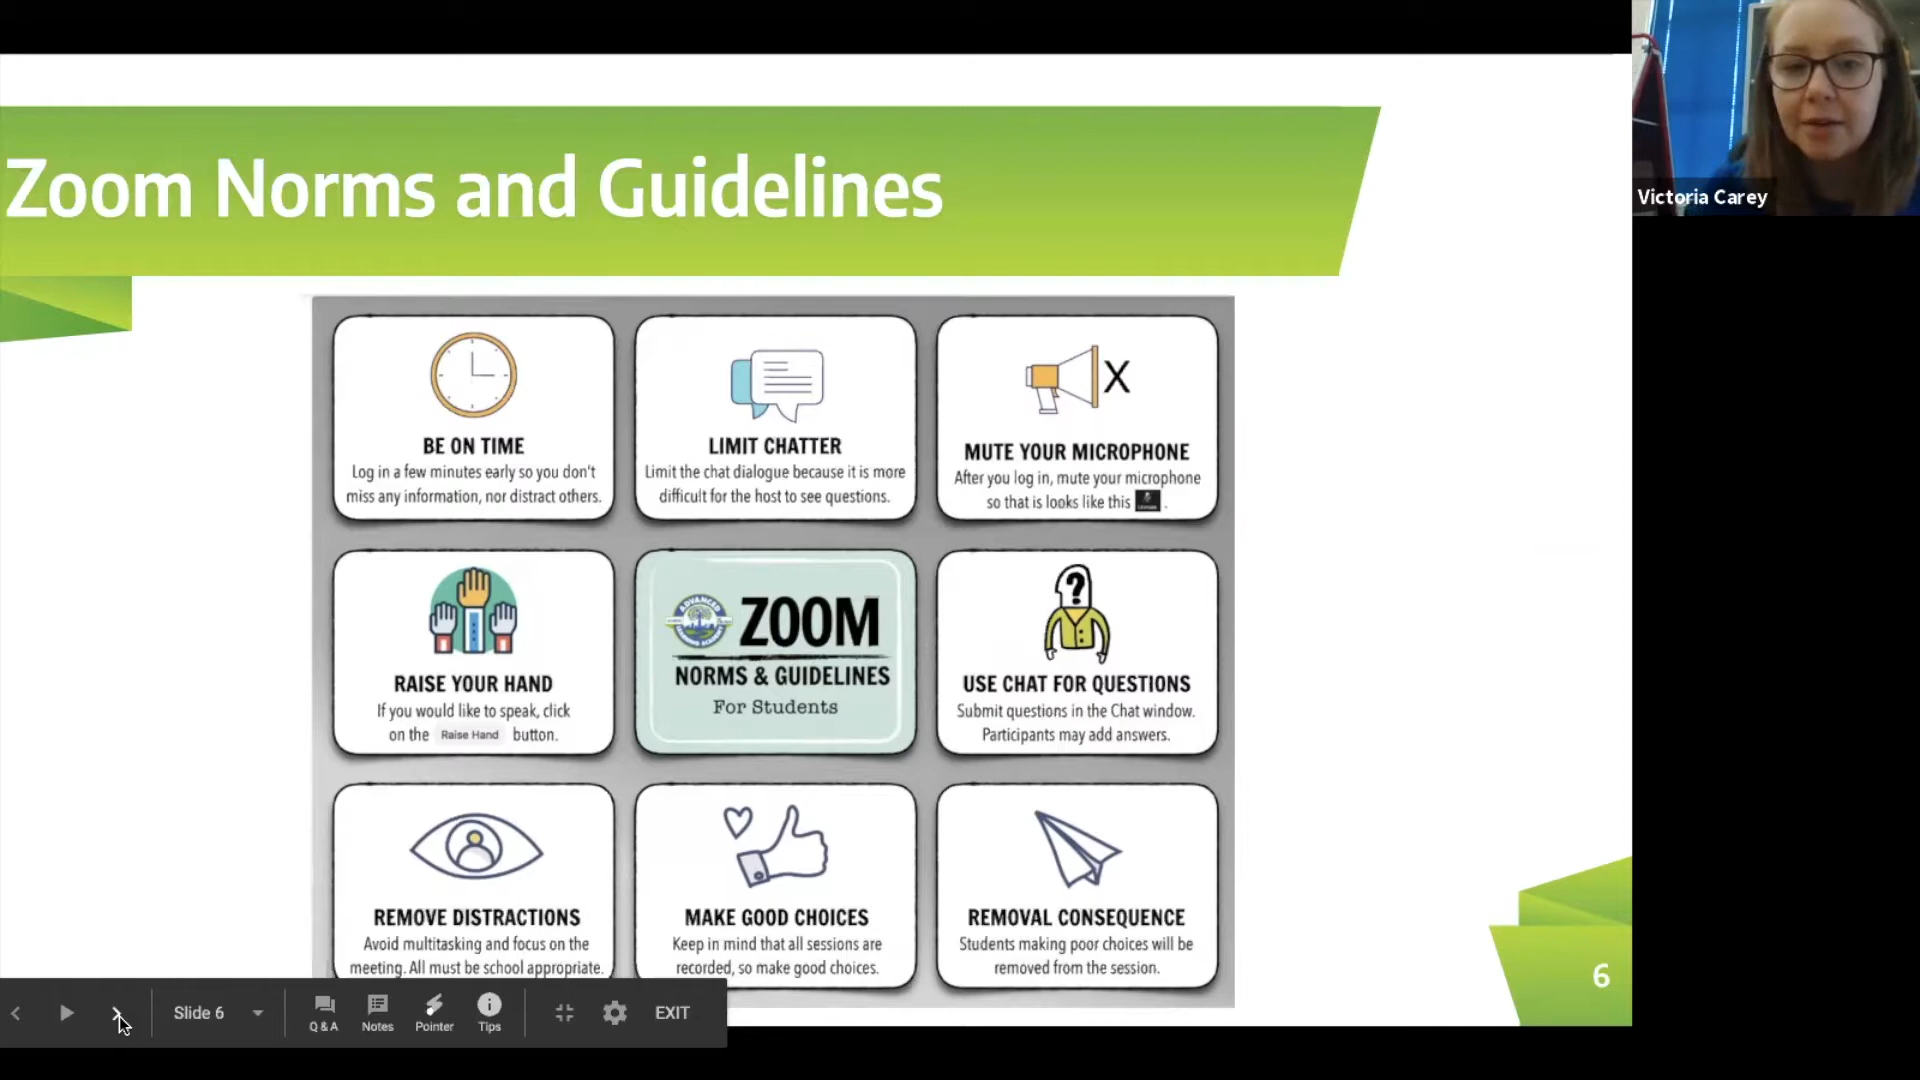 Zoom Norms and Guidelines
Victoria Carey
BE ON TIME
Log in a few minutes early so you don't
miss any information, nor distract others.
LIMIT CHATTER
Limit the chat dialogue because it is more
difficult for the host to see questions.
X
MUTE YOUR MICROPHONE
After you log in, mute your microphone
so that is looks like this .
RAISE YOUR HAND
If you would like to speak, click
on the Raise Hand button.
ADVANCED
ZOOM
NORMS & GUIDELINES
For Students
?
USE CHAT FOR QUESTIONS
Submit questions in the Chat window.
Participants may add answers.
REMOVE DISTRACTIONS
Avoid multitasking and focus on the
meeting. All must be school appropriate.
MAKE GOOD CHOICES
Keep in mind that all sessions are
recorded, so make good choices.
REMOVAL CONSEQUENCE
Students making poor choices will be
removed from the session.
6
Slide 6
Q & A
Notes
Pointer
Tips
EXIT